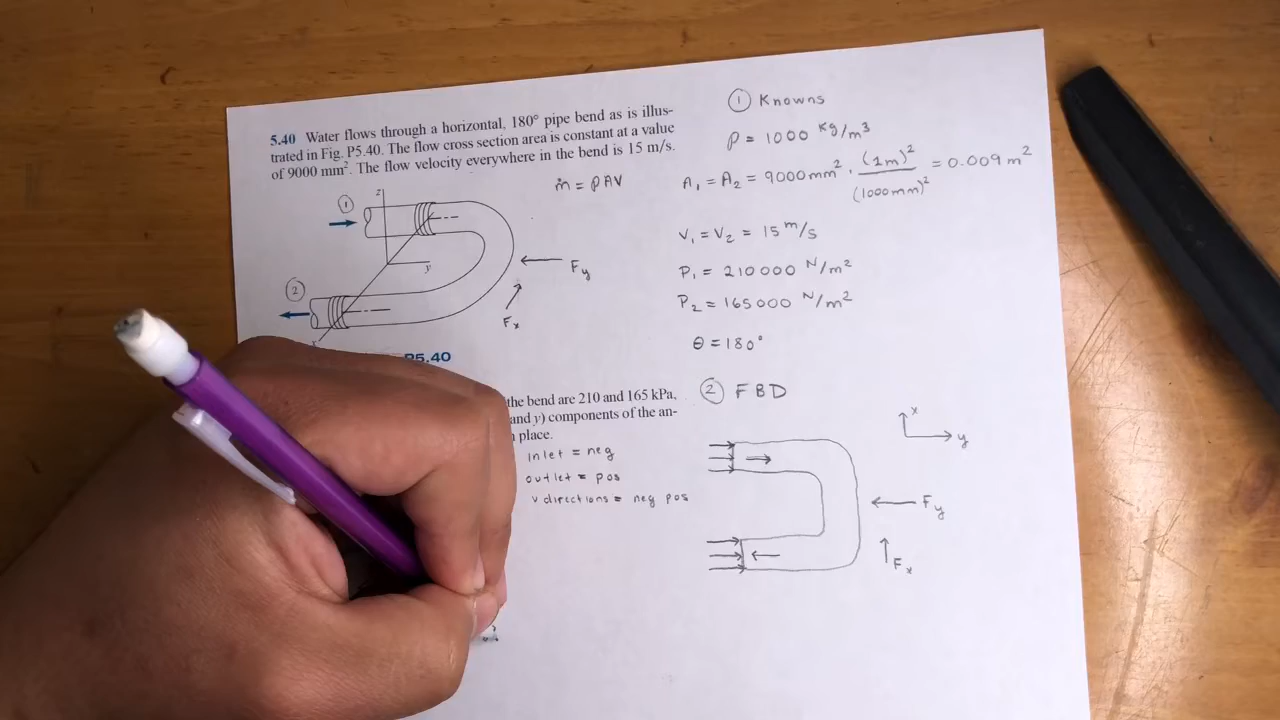 5.40 Water flows through a horizontal, 180° pipe bend as is illus-
trated in Fig. P5.40. The flow cross section area is constant at a value
of 9000 mm². The flow velocity everywhere in the bend is 15 m/s.
ṁ = ρAV
z
①
y
Fy
②
Fx
x
P5.40
the bend are 210 and 165 kPa,
and y) components of the an-
place.
inlet = neg
outlet = pos
v directions = neg pos
① Knowns
ρ = 1000 kg/m³
A₁ = A₂ = 9000mm² · (1m)² / (1000mm)² = 0.009 m²
V₁ = V₂ = 15 m/s
P₁ = 210000 N/m²
P₂ = 165000 N/m²
θ = 180°
② FBD
x
y
Fy
Fx